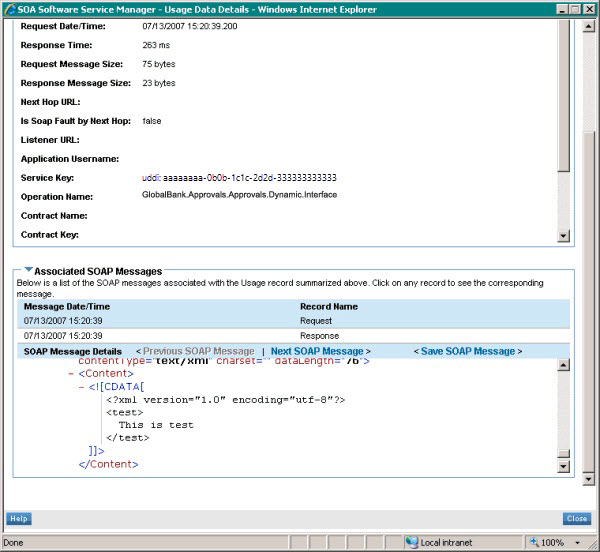 SOA Software Service Manager - Usage Data Details - Windows Internet Explorer
Request Date/Time: 07/13/2007 15:20:39.200
Response Time: 263 ms
Request Message Size: 75 bytes
Response Message Size: 23 bytes
Next Hop URL:
Is Soap Fault by Next Hop: false
Listener URL:
Application Username:
Service Key: uddi: aaaaaaaa-0b0b-1c1c-2d2d-333333333333
Operation Name: GlobalBank.Approvals.Approvals.Dynamic.Interface
Contract Name:
Contract Key:
Associated SOAP Messages
Below is a list of the SOAP messages associated with the Usage record summarized above. Click on any record to see the corresponding
message.
Message Date/Time Record Name
07/13/2007 15:20:39 Request
07/13/2007 15:20:39 Response
SOAP Message Details < Previous SOAP Message | Next SOAP Message > < Save SOAP Message >
contentType="text/xml" charset="" dataLength="76">
- <Content>
- <![CDATA[
<?xml version="1.0" encoding="utf-8"?>
<test>
This is test
</test>
]]>
</Content>
Help Close
Done Local intranet 100%